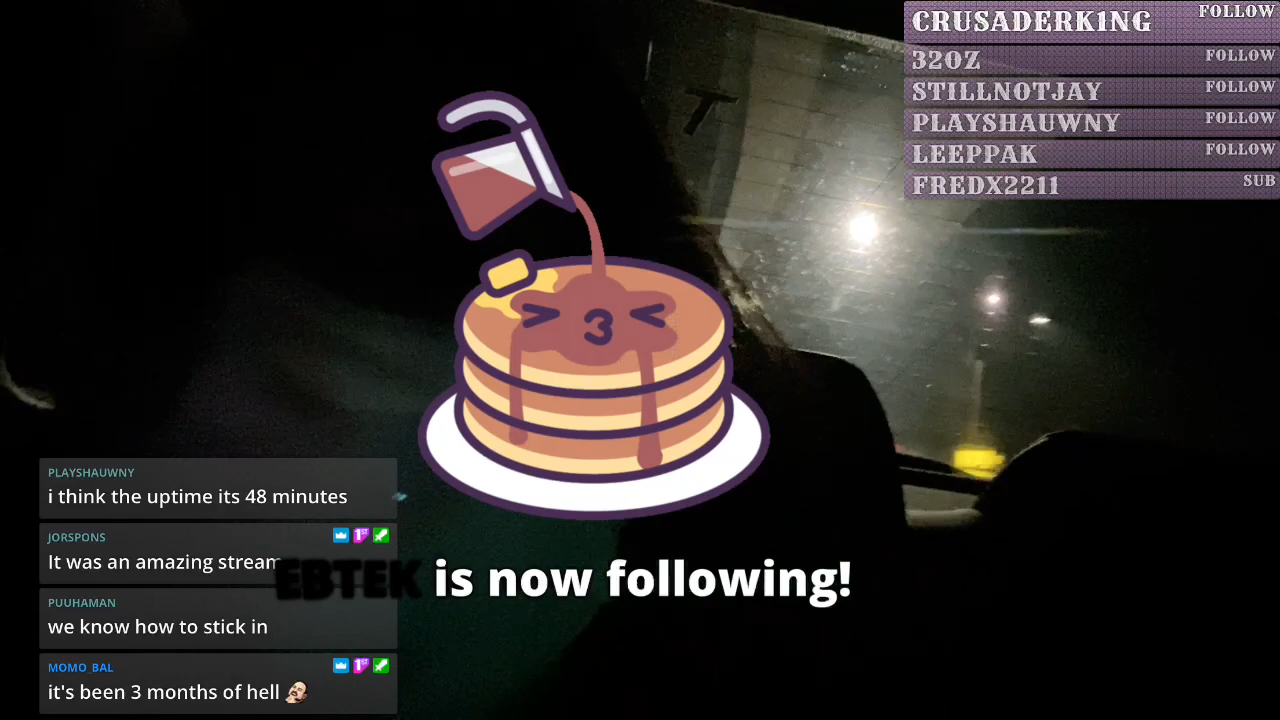 CRUSADERK1NG FOLLOW
32OZ FOLLOW
STILLNOTJAY FOLLOW
PLAYSHAUWNY FOLLOW
LEEPPAK FOLLOW
FREDX2211 SUB
PLAYSHAUWNY
i think the uptime its 48 minutes
JORSPONS
It was an amazing stream
EBTEK is now following!
PUUHAMAN
we know how to stick in
MOMO_BAL
it's been 3 months of hell